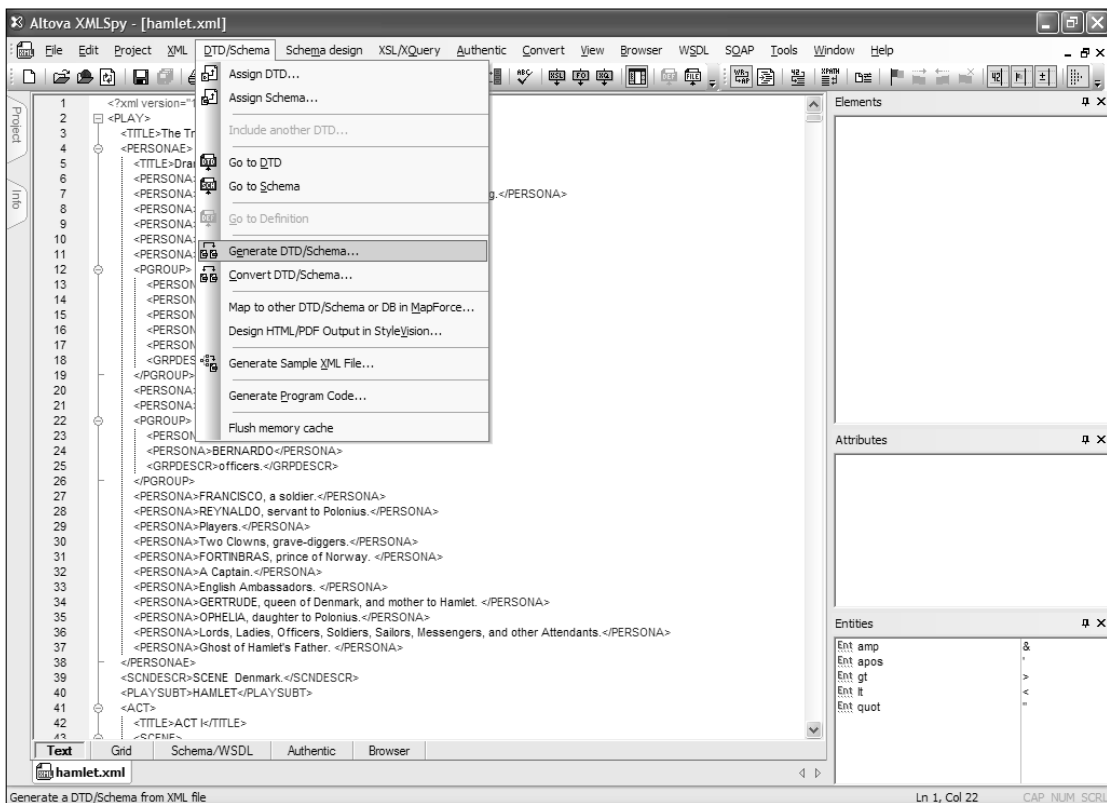 Altova XMLSpy - [hamlet.xml]
File Edit Project XML DTD/Schema Schema design XSL/XQuery Authentic Convert View Browser WSDL SOAP Tools Window Help
Assign DTD...
Assign Schema...
Include another DTD...
Go to DTD
Go to Schema
Go to Definition
Generate DTD/Schema...
Convert DTD/Schema...
Map to other DTD/Schema or DB in MapForce...
Design HTML/PDF Output in StyleVision...
Generate Sample XML File...
Generate Program Code...
Flush memory cache
Project
Info
1 <?xml version="1
2 <PLAY>
3 <TITLE>The Tr
4 <PERSONAE>
5 <TITLE>Dra
6 <PERSONA>
7 <PERSONA> g.</PERSONA>
8 <PERSONA>
9 <PERSONA>
10 <PERSONA>
11 <PERSONA>
12 <PGROUP>
13 <PERSON
14 <PERSON
15 <PERSON
16 <PERSON
17 <PERSON
18 <GRPDES
19 </PGROUP>
20 <PERSONA>
21 <PERSONA>
22 <PGROUP>
23 <PERSON
24 <PERSONA>BERNARDO</PERSONA>
25 <GRPDESCR>officers.</GRPDESCR>
26 </PGROUP>
27 <PERSONA>FRANCISCO, a soldier.</PERSONA>
28 <PERSONA>REYNALDO, servant to Polonius.</PERSONA>
29 <PERSONA>Players.</PERSONA>
30 <PERSONA>Two Clowns, grave-diggers.</PERSONA>
31 <PERSONA>FORTINBRAS, prince of Norway. </PERSONA>
32 <PERSONA>A Captain.</PERSONA>
33 <PERSONA>English Ambassadors. </PERSONA>
34 <PERSONA>GERTRUDE, queen of Denmark, and mother to Hamlet. </PERSONA>
35 <PERSONA>OPHELIA, daughter to Polonius.</PERSONA>
36 <PERSONA>Lords, Ladies, Officers, Soldiers, Sailors, Messengers, and other Attendants.</PERSONA>
37 <PERSONA>Ghost of Hamlet's Father. </PERSONA>
38 </PERSONAE>
39 <SCNDESCR>SCENE Denmark.</SCNDESCR>
40 <PLAYSUBT>HAMLET</PLAYSUBT>
41 <ACT>
42 <TITLE>ACT I</TITLE>
43 <SCENE>
Elements
Attributes
Entities
Ent amp &
Ent apos '
Ent gt >
Ent lt <
Ent quot "
Text Grid Schema/WSDL Authentic Browser
hamlet.xml
Generate a DTD/Schema from XML file
Ln 1, Col 22 CAP NUM SCRL